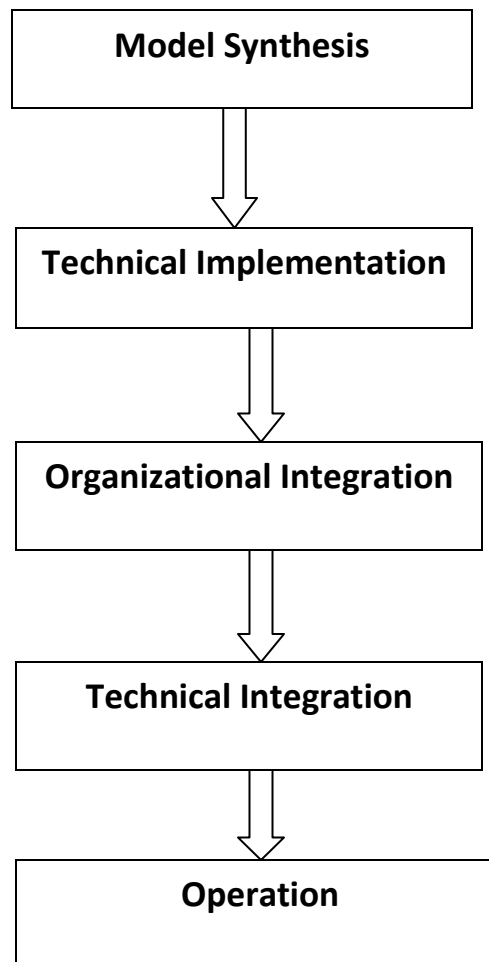 Model Synthesis
Technical Implementation
Organizational Integration
Technical Integration
Operation